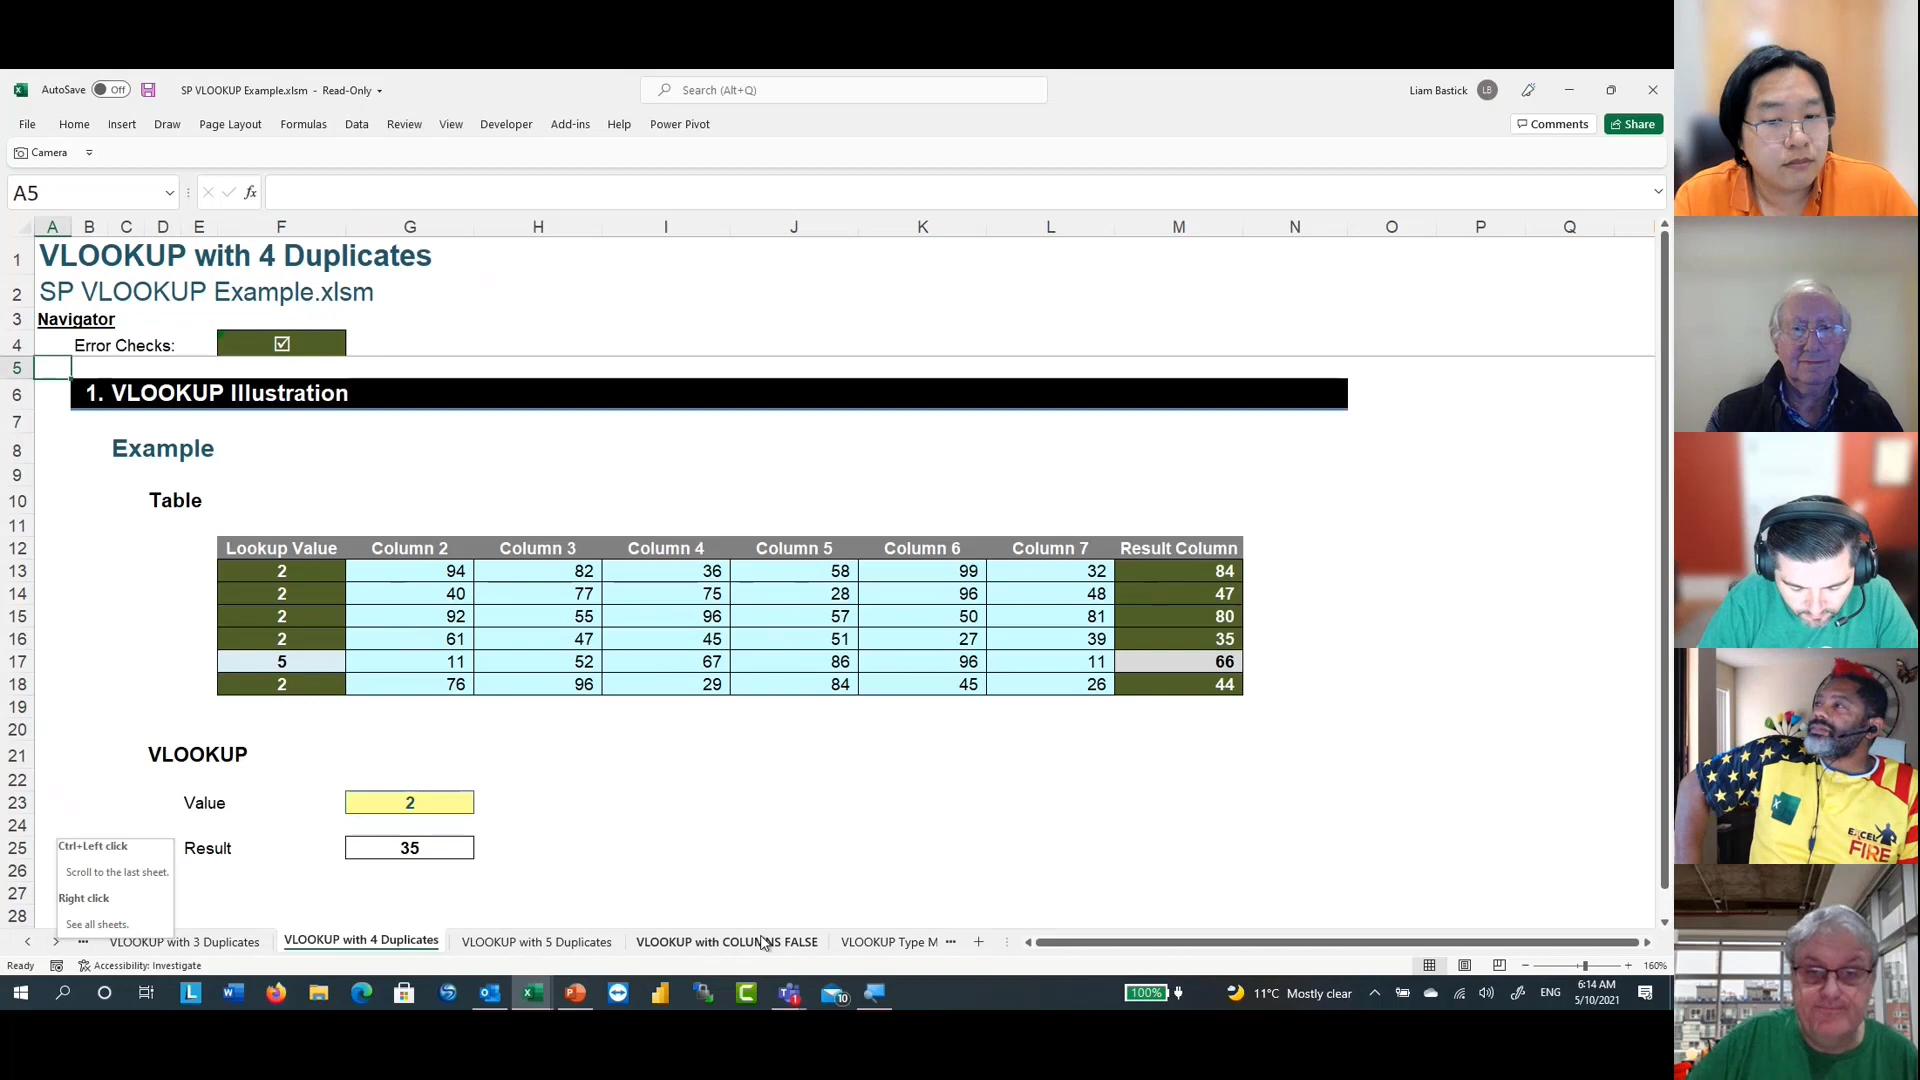 AutoSave Off SP VLOOKUP Example.xlsm - Read-Only Search (Alt+Q) Liam Bastick LB
File Home Insert Draw Page Layout Formulas Data Review View Developer Add-ins Help Power Pivot Comments Share
Camera
A5 fx
A B C D E F G H I J K L M N O P Q
1 VLOOKUP with 4 Duplicates
2 SP VLOOKUP Example.xlsm
3 Navigator
4 Error Checks:
5
6 1. VLOOKUP Illustration
7
8 Example
9
10 Table
11
12 Lookup Value Column 2 Column 3 Column 4 Column 5 Column 6 Column 7 Result Column
13 2 94 82 36 58 99 32 84
14 2 40 77 75 28 96 48 47
15 2 92 55 96 57 50 81 80
16 2 61 47 45 51 27 39 35
17 5 11 52 67 86 96 11 66
18 2 76 96 29 84 45 26 44
19
20
21 VLOOKUP
22
23 Value 2
24
25 Result 35
26
27
28
Ctrl+Left click
Scroll to the last sheet.
Right click
See all sheets.
... VLOOKUP with 3 Duplicates VLOOKUP with 4 Duplicates VLOOKUP with 5 Duplicates VLOOKUP with COLUMNS FALSE VLOOKUP Type M ... +
Ready Accessibility: Investigate 160%
100% 11°C Mostly clear ENG 6:14 AM
5/10/2021
EXCEL
FIRE